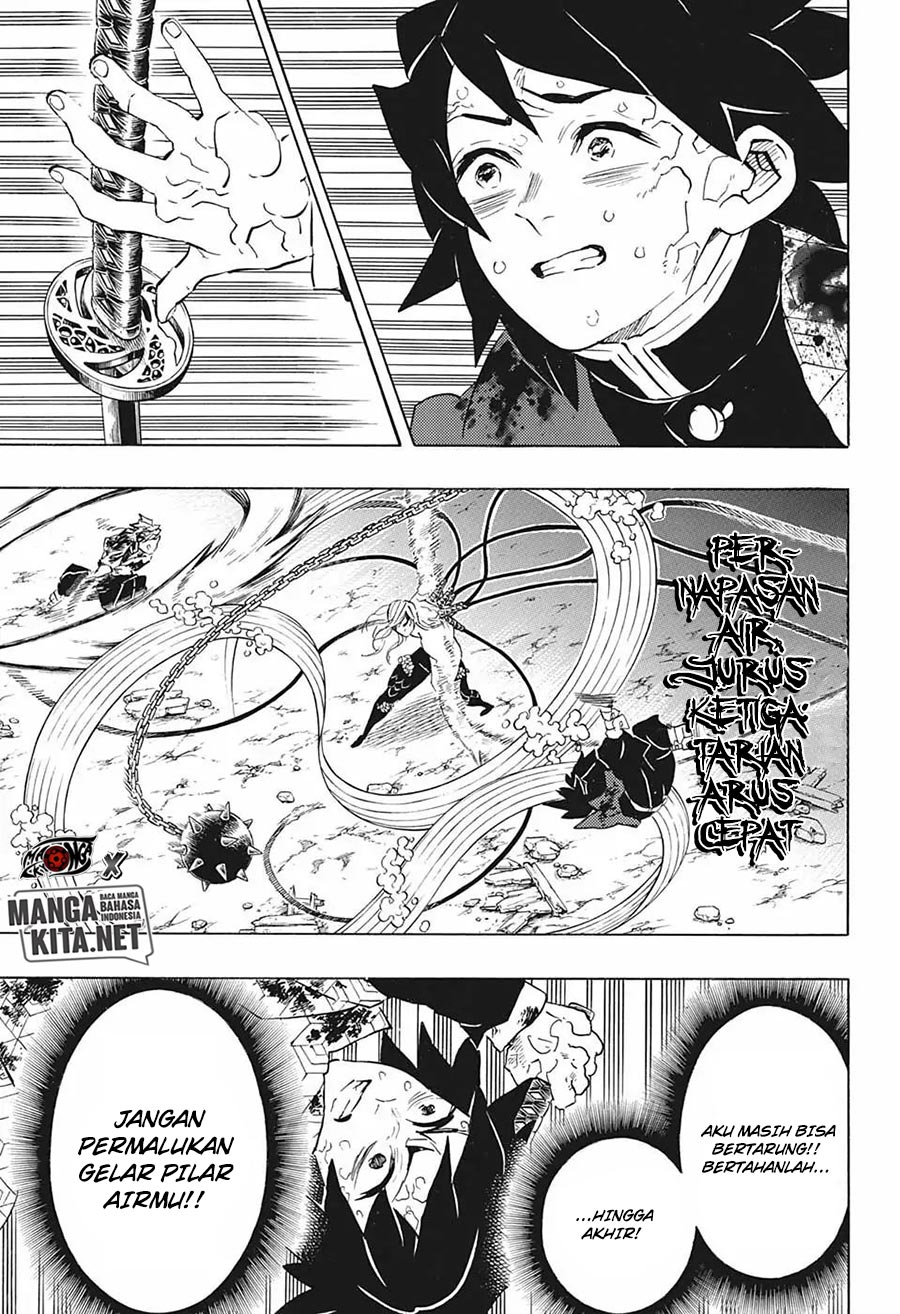 PER-
NAPASAN
AIR
JURUS
KETIGA:
TARIAN
ARUS
CEPAT
X
MANGA
KITA.NET
BACA MANGA
BAHASA
INDONESIA
AKU MASIH BISA
BERTARUNG!!
BERTAHANLAH...
...HINGGA
AKHIR!
JANGAN
PERMALUKAN
GELAR PILAR
AIRMU!!